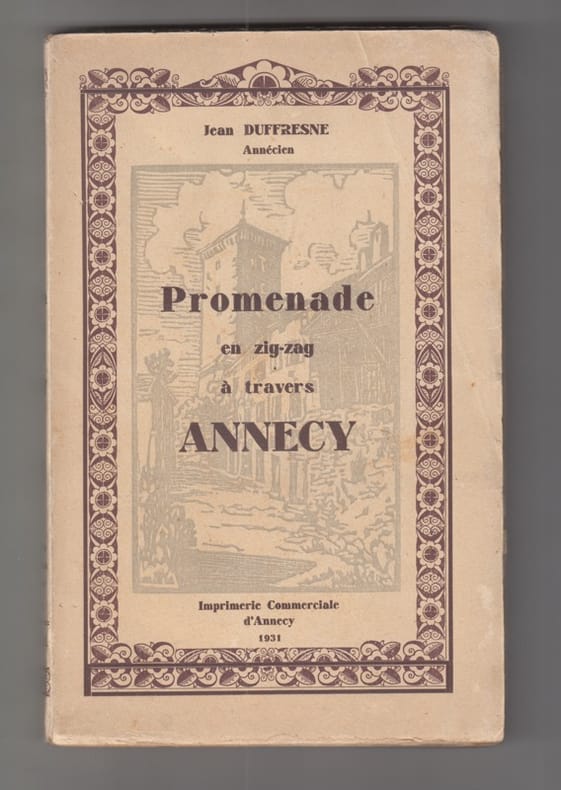 Jean DUFFRESNE
Annécien
Promenade
en zig-zag
à travers
ANNECY
Imprimerie Commerciale
d'Annecy
1931